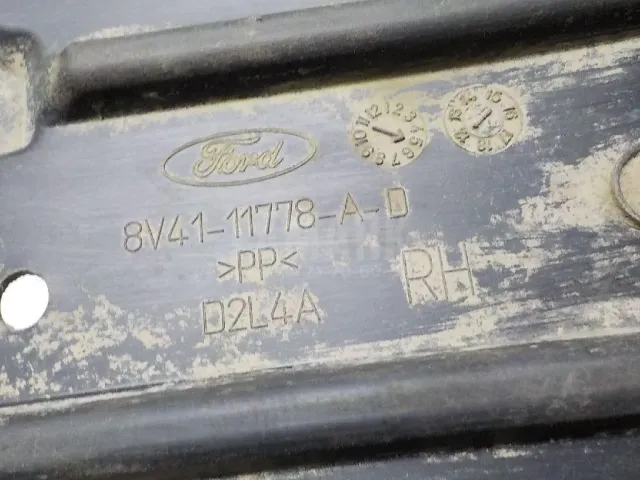 Ford
8V41-11778-A-D
>PP<
D2L4A
RH